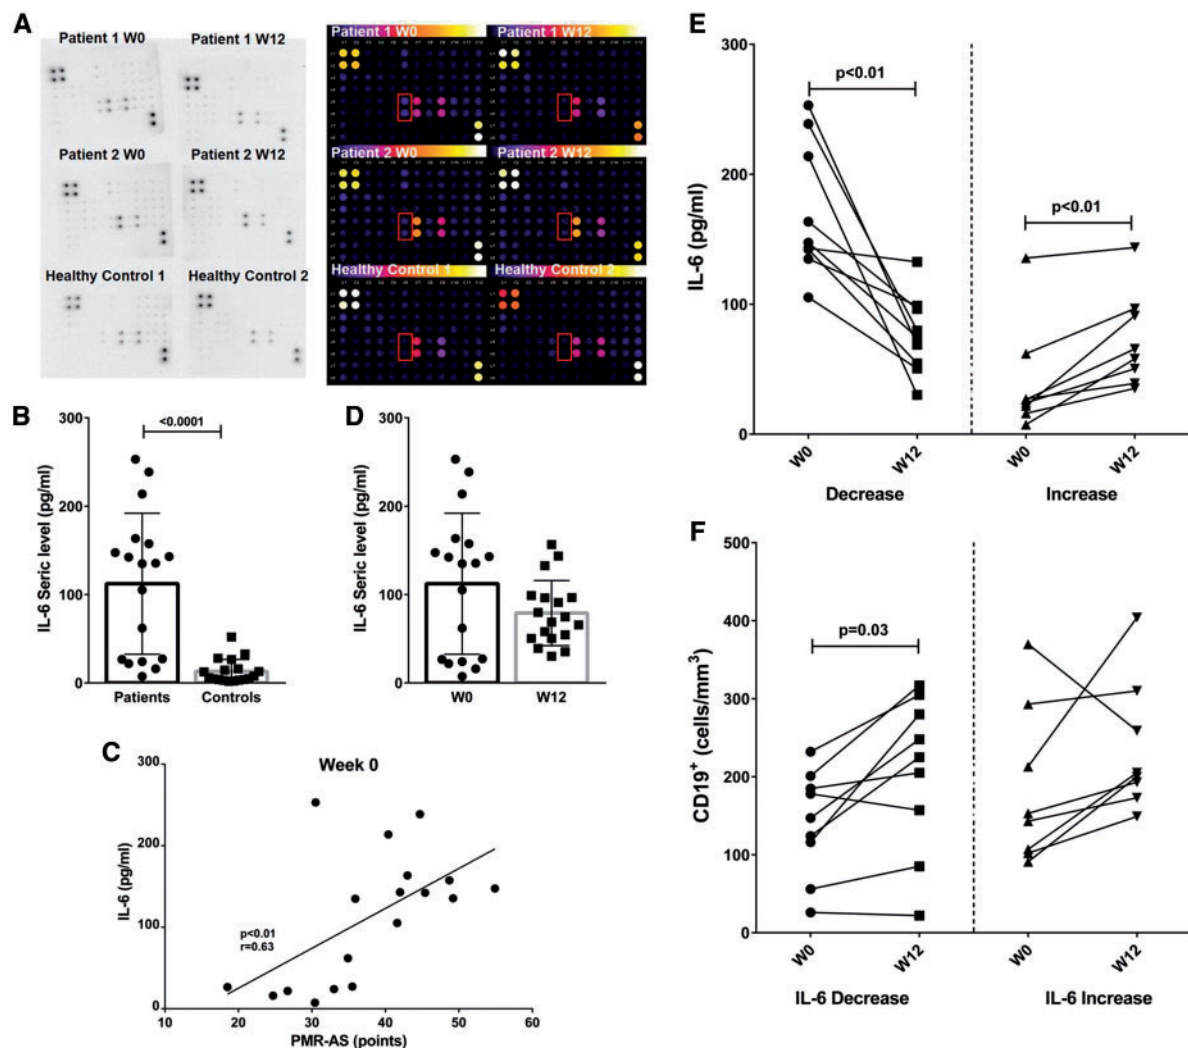 A
Patient 1 W0
Patient 1 W12
Patient 2 W0
Patient 2 W12
Healthy Control 1
Healthy Control 2
Patient 1 W0
Patient 1 W12
Patient 2 W0
Patient 2 W12
Healthy Control 1
Healthy Control 2
B
IL-6 Seric level (pg/ml)
300
200
100
0
<0.0001
Patients
Controls
D
IL-6 Seric level (pg/ml)
300
200
100
0
W0
W12
C
Week 0
IL-6 (pg/ml)
300
200
100
0
p<0.01
r=0.63
10
20
30
40
50
60
PMR-AS (points)
E
IL-6 (pg/ml)
300
200
100
0
p<0.01
p<0.01
W0
W12
W0
W12
Decrease
Increase
F
CD19+ (cells/mm3)
500
400
300
200
100
0
p=0.03
W0
W12
W0
W12
IL-6 Decrease
IL-6 Increase